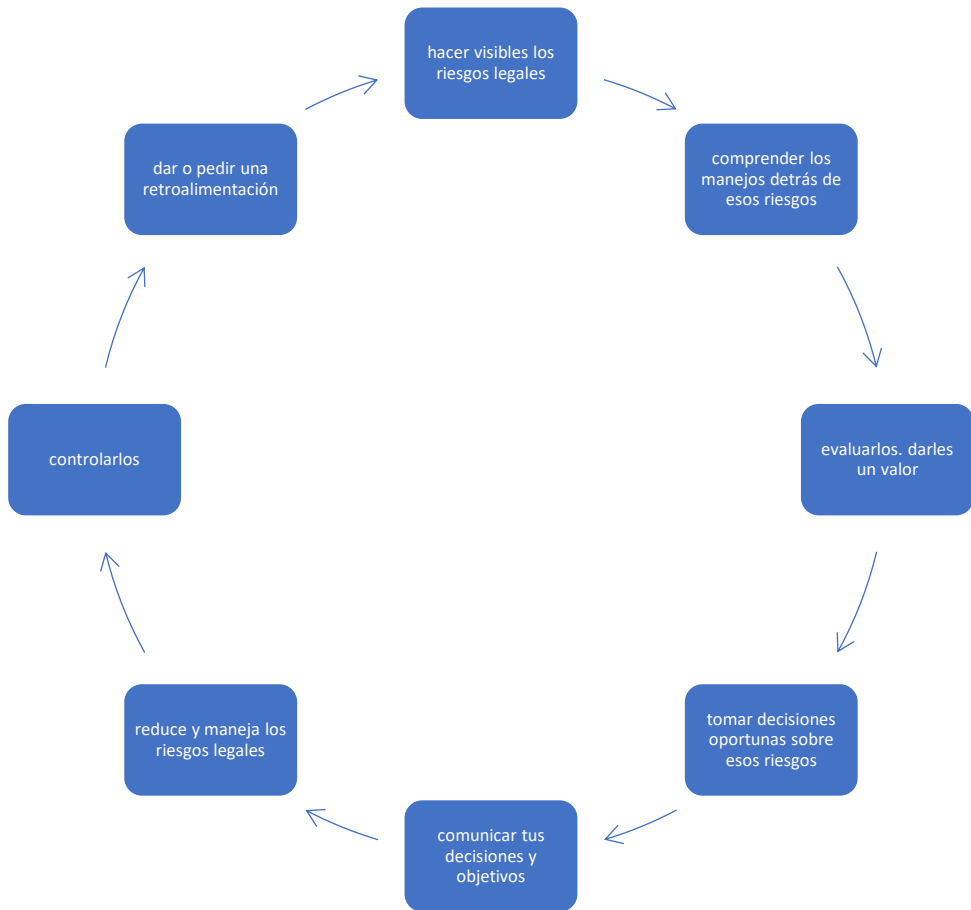 hacer visibles los
riesgos legales
comprender los
manejos detrás de
esos riesgos
evaluarlos. darles
un valor
tomar decisiones
oportunas sobre
esos riesgos
comunicar tus
decisiones y
objetivos
reduce y maneja los
riesgos legales
controlarlos
dar o pedir una
retroalimentación